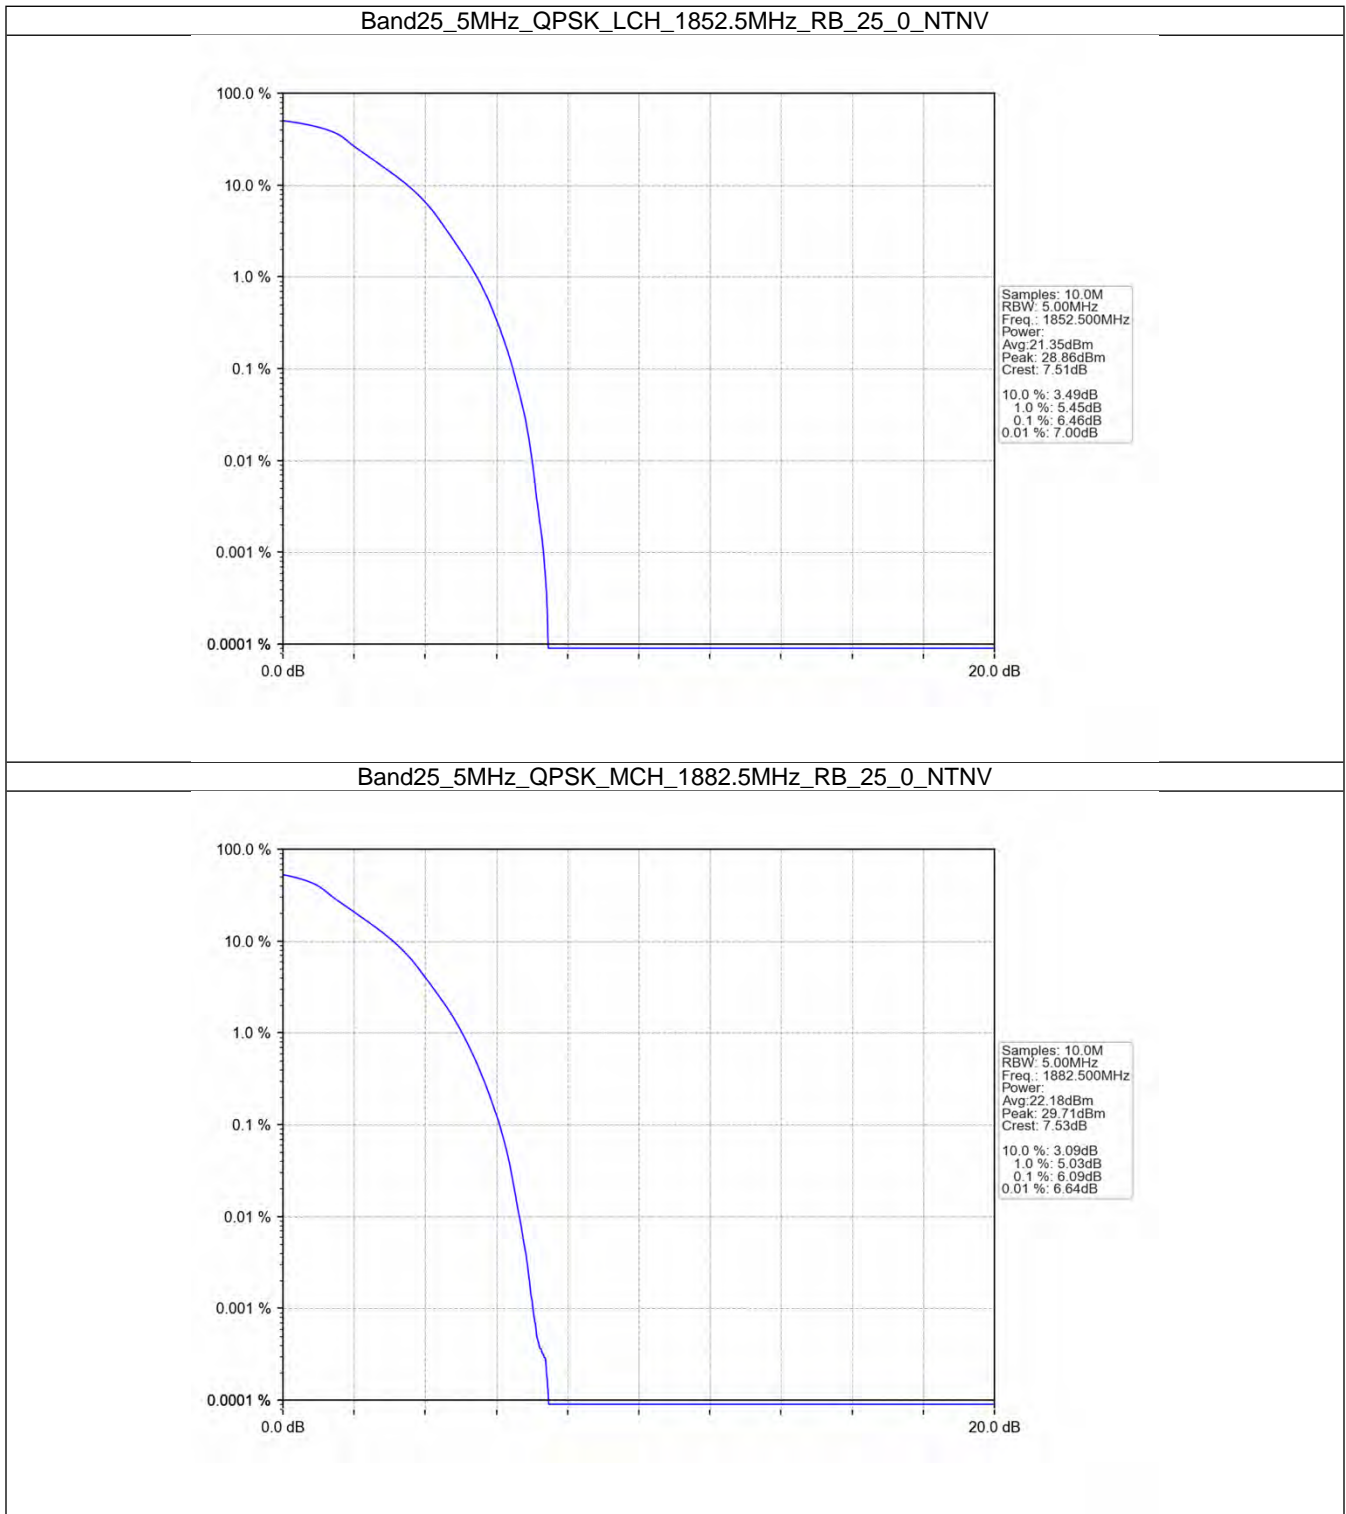 Band25_5MHz_QPSK_LCH_1852.5MHz_RB_25_0_NTNV
100.0 %
10.0 %
1.0 %
0.1 %
0.01 %
0.001 %
0.0001 %
0.0 dB
20.0 dB
Samples: 10.0M
RBW: 5.00MHz
Freq.: 1852.500MHz
Power:
Avg:21.35dBm
Peak: 28.86dBm
Crest: 7.51dB
10.0 %: 3.49dB
1.0 %: 5.45dB
0.1 %: 6.46dB
0.01 %: 7.00dB
Band25_5MHz_QPSK_MCH_1882.5MHz_RB_25_0_NTNV
100.0 %
10.0 %
1.0 %
0.1 %
0.01 %
0.001 %
0.0001 %
0.0 dB
20.0 dB
Samples: 10.0M
RBW: 5.00MHz
Freq.: 1882.500MHz
Power:
Avg:22.18dBm
Peak: 29.71dBm
Crest: 7.53dB
10.0 %: 3.09dB
1.0 %: 5.03dB
0.1 %: 6.09dB
0.01 %: 6.64dB